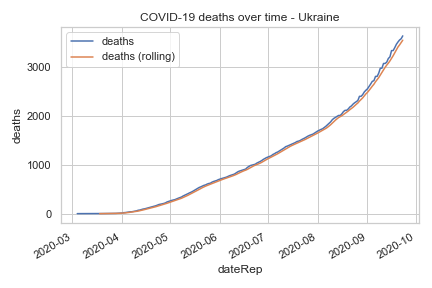 COVID-19 deaths over time - Ukraine
deaths
deaths (rolling)
3000
2000
1000
0
deaths
2020-03
2020-04
2020-05
2020-06
2020-07
2020-08
2020-09
2020-10
dateRep